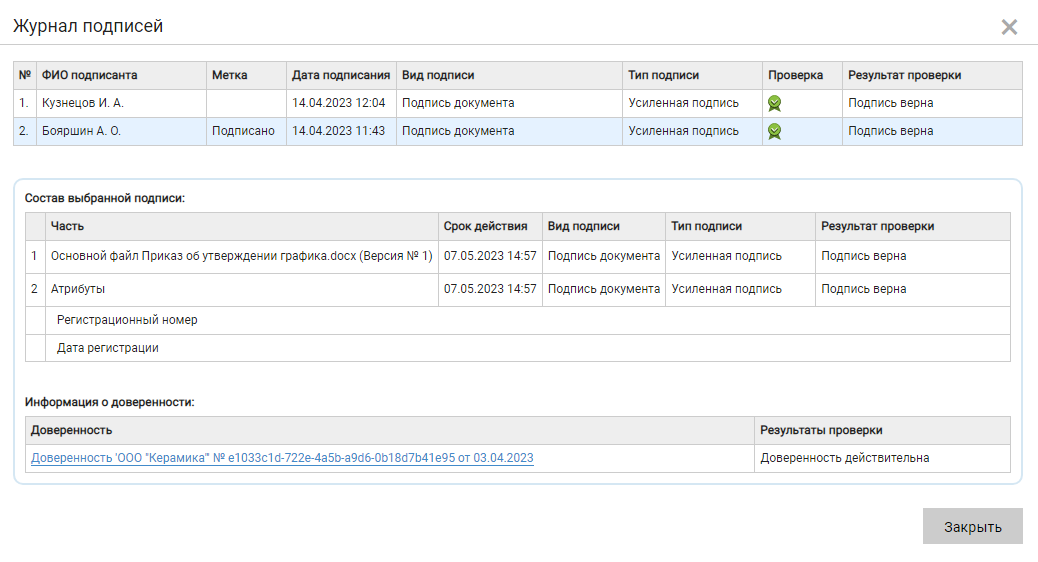 Журнал подписей
№ ФИО подписанта Метка Дата подписания Вид подписи Тип подписи Проверка Результат проверки
1. Кузнецов И. А. 14.04.2023 12:04 Подпись документа Усиленная подпись Подпись верна
2. Бояршин А. О. Подписано 14.04.2023 11:43 Подпись документа Усиленная подпись Подпись верна
Состав выбранной подписи:
Часть Срок действия Вид подписи Тип подписи Результат проверки
1 Основной файл Приказ об утверждении графика.docx (Версия № 1) 07.05.2023 14:57 Подпись документа Усиленная подпись Подпись верна
2 Атрибуты 07.05.2023 14:57 Подпись документа Усиленная подпись Подпись верна
Регистрационный номер
Дата регистрации
Информация о доверенности:
Доверенность Результаты проверки
Доверенность 'ООО "Керамика"' № e1033c1d-722e-4a5b-a9d6-0b18d7b41e95 от 03.04.2023 Доверенность действительна
Закрыть